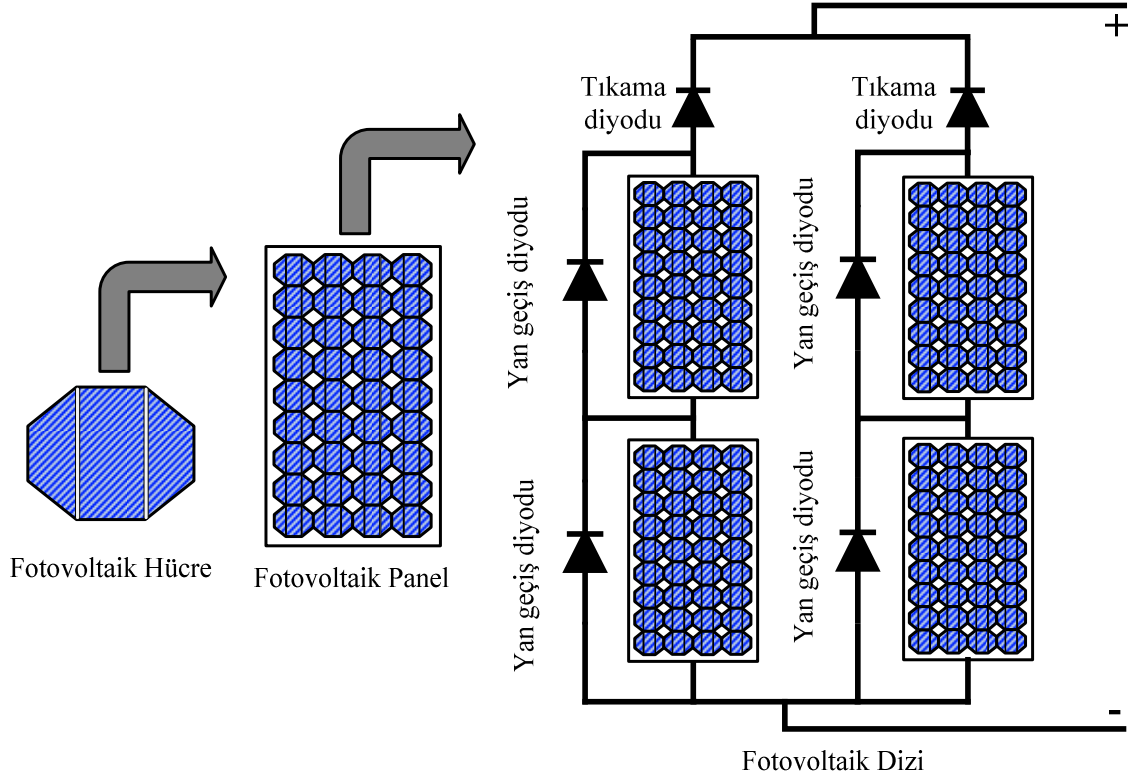 +
Tıkama
diyodu
Tıkama
diyodu
Yan geçiş diyodu
Yan geçiş diyodu
Yan geçiş diyodu
Yan geçiş diyodu
Fotovoltaik Hücre
Fotovoltaik Panel
-
Fotovoltaik Dizi